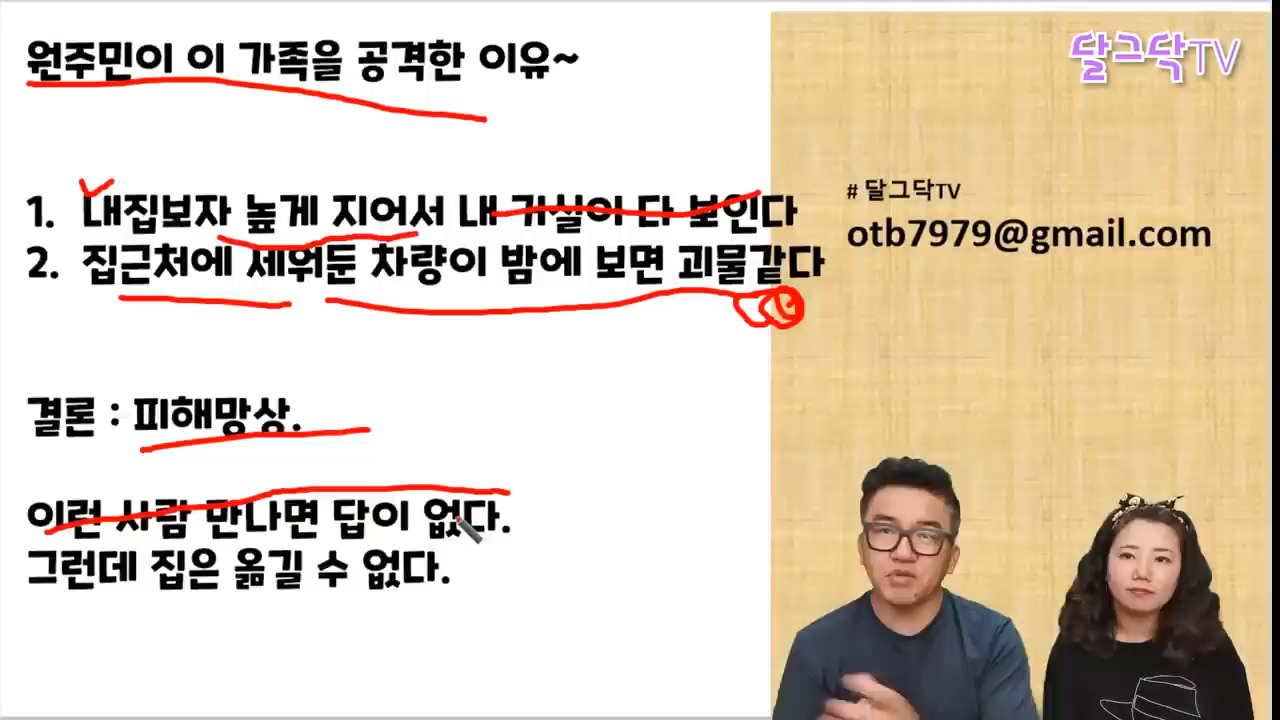 원주민이 이 가족을 공격한 이유~
달그닥TV
1. 내집보자 높게 지어서 내 거실이 다 보인다
2. 집근처에 세워둔 차량이 밤에 보면 괴물같다
# 달그닥TV
otb7979@gmail.com
결론 : 피해망상.
이런 사람 만나면 답이 없다.
그런데 집은 옮길 수 없다.